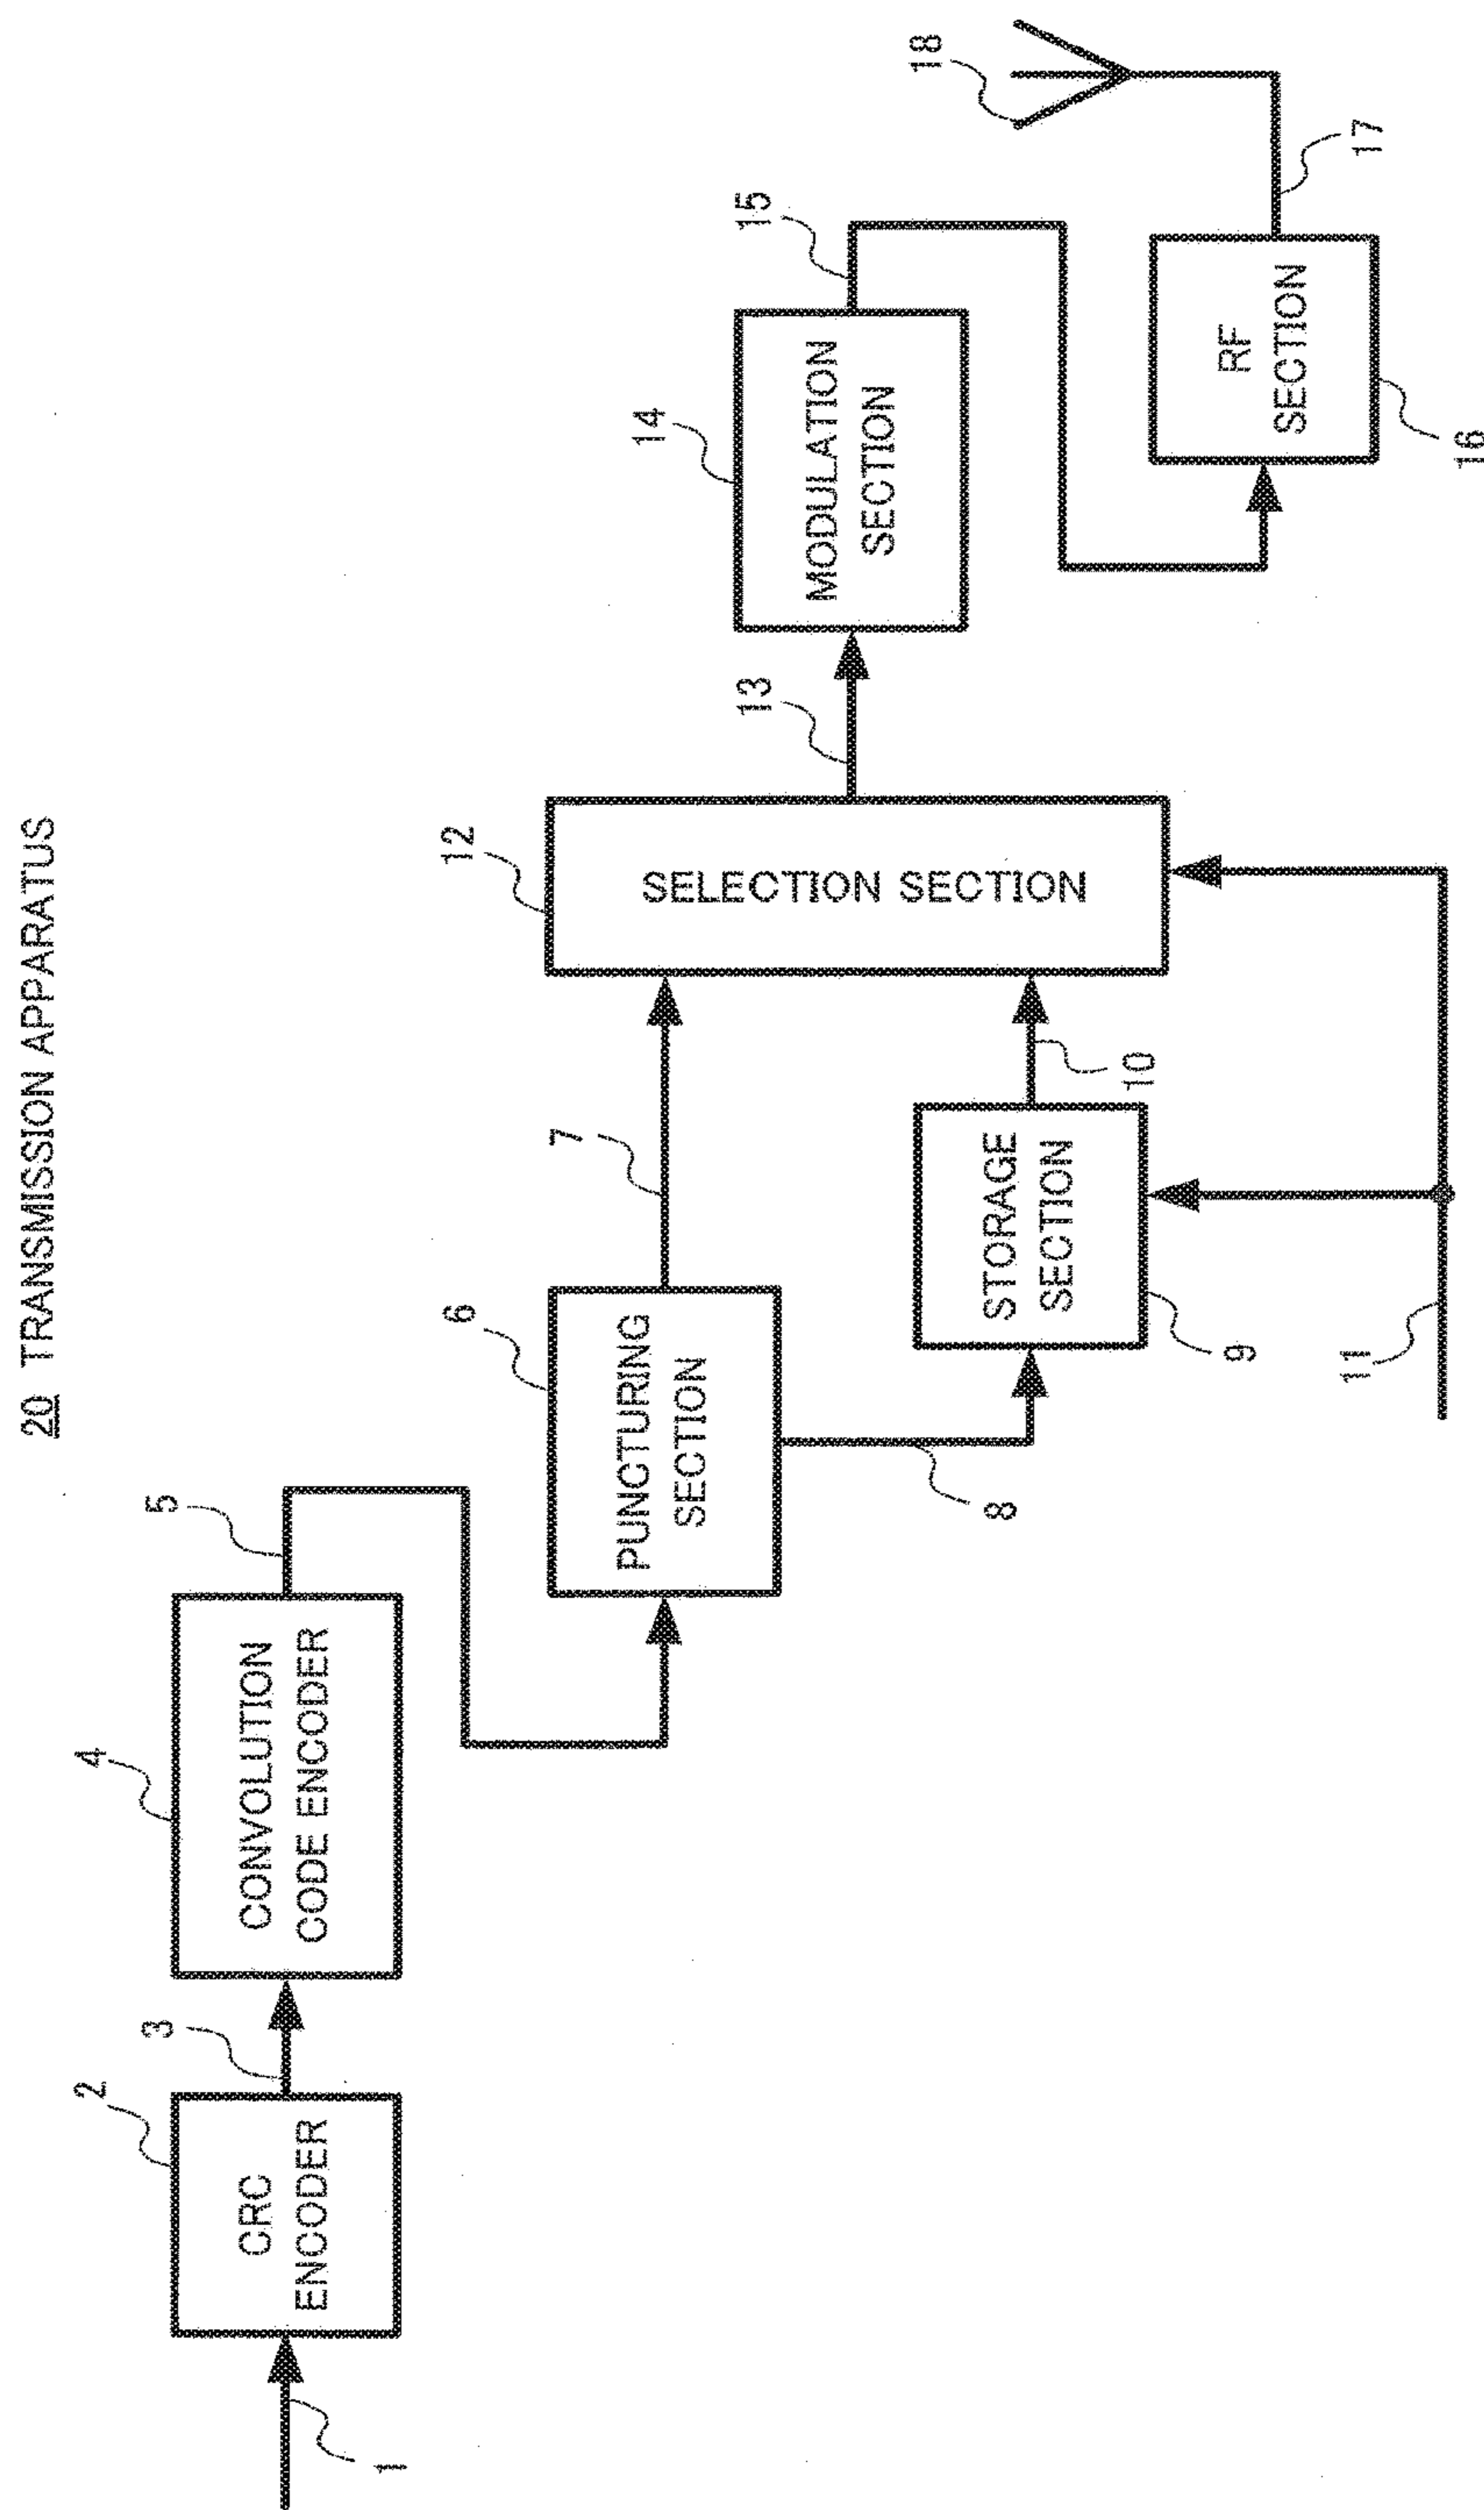 20 TRANSMISSION APPARATUS
1
2
CRC
ENCODER
3
4
CONVOLUTION
CODE ENCODER
5
6
PUNCTURING
SECTION
7
8
STORAGE
SECTION
9
10
11
12
SELECTION SECTION
13
14
MODULATION
SECTION
15
RF
SECTION
16
17
18